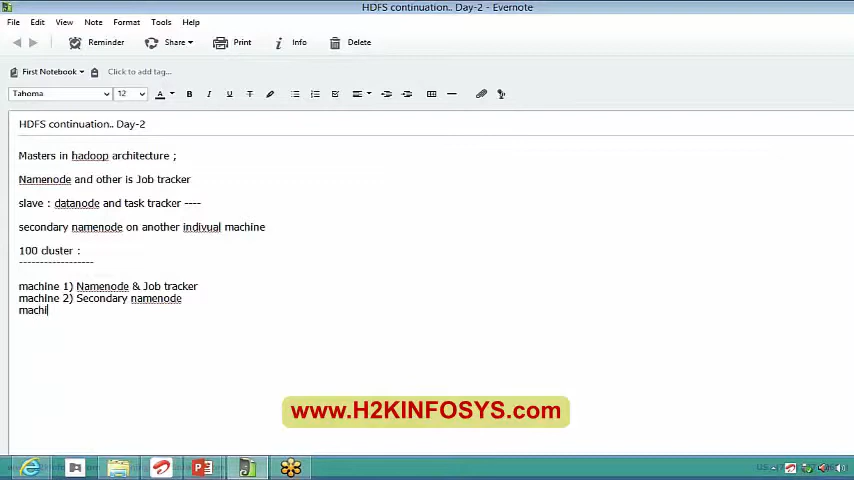 HDFS continuation.. Day-2 - Evernote
File Edit View Note Format Tools Help
Reminder Share Print Info Delete
First Notebook Click to add tag...
Tahoma 12 A B I U T
HDFS continuation.. Day-2
Masters in hadoop architecture ;
Namenode and other is Job tracker
slave : datanode and task tracker ----
secondary namenode on another indivual machine
100 cluster :
------------------
machine 1) Namenode & Job tracker
machine 2) Secondary namenode
machi
www.H2KINFOSYS.com
US